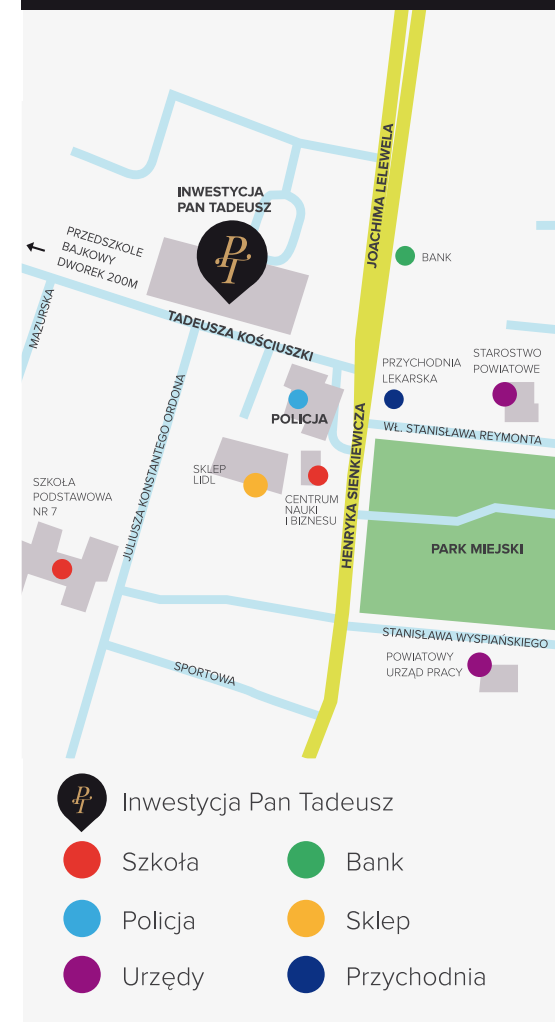 JOACHIMA LELEWELA
INWESTYCJA
PAN TADEUSZ
PT
PRZEDSZKOLE
BAJKOWY
DWOREK 200M
BANK
MAZURSKA
TADEUSZA KOŚCIUSZKI
PRZYCHODNIA
LEKARSKA
STAROSTWO
POWIATOWE
POLICJA
WŁ. STANISŁAWA REYMONTA
JULIUSZA KONSTANTEGO ORDONA
HENRYKA SIENKIEWICZA
SKLEP
LIDL
SZKOŁA
PODSTAWOWA
NR 7
CENTRUM
NAUKI
I BIZNESU
PARK MIEJSKI
STANISŁAWA WYSPIAŃSKIEGO
POWIATOWY
URZĄD PRACY
SPORTOWA
PT
Inwestycja Pan Tadeusz
Szkoła
Bank
Policja
Sklep
Urzędy
Przychodnia